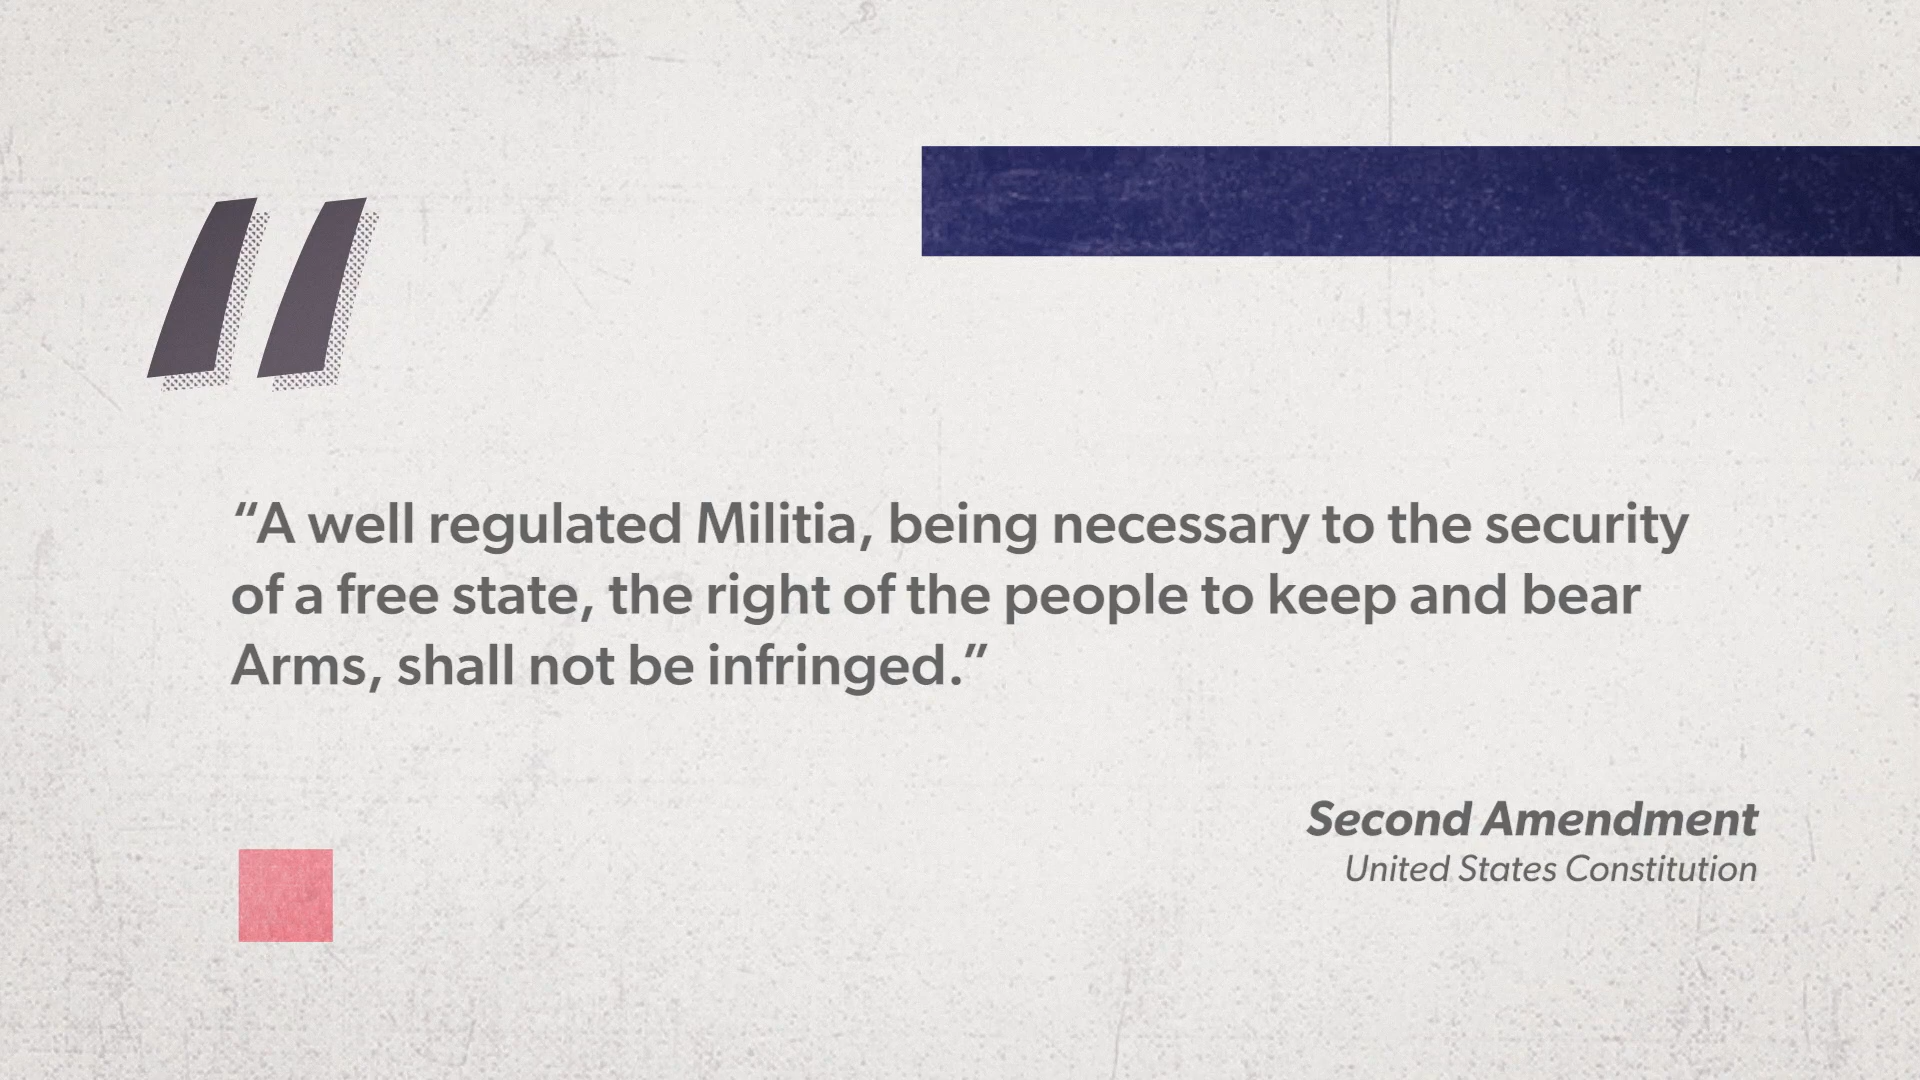 “A well regulated Militia, being necessary to the security
of a free state, the right of the people to keep and bear
Arms, shall not be infringed.”
Second Amendment
United States Constitution